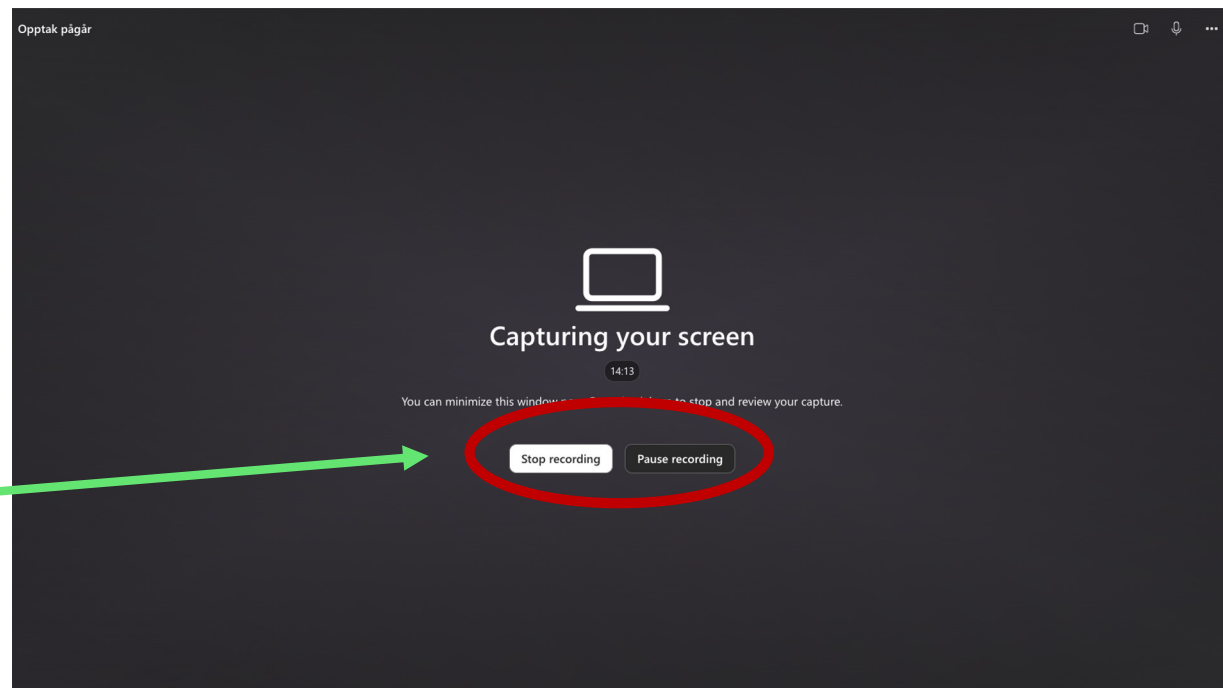 Opptak pågår
Capturing your screen
14:13
You can minimize this window to stop and review your capture.
Stop recording
Pause recording